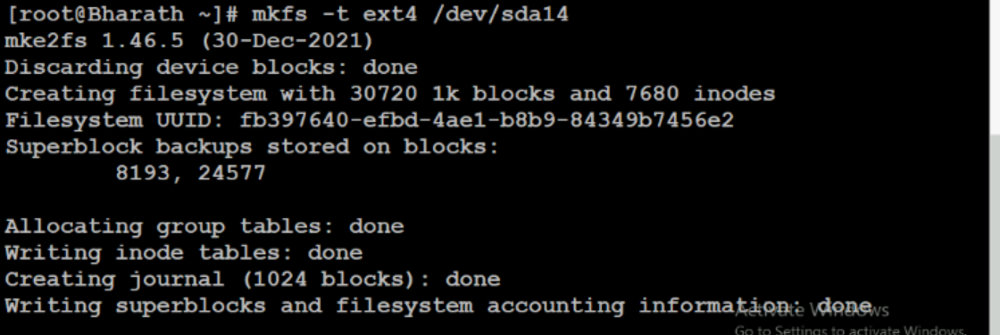 [root@Bharath ~]# mkfs -t ext4 /dev/sda14
mke2fs 1.46.5 (30-Dec-2021)
Discarding device blocks: done
Creating filesystem with 30720 1k blocks and 7680 inodes
Filesystem UUID: fb397640-efbd-4ae1-b8b9-84349b7456e2
Superblock backups stored on blocks:
        8193, 24577

Allocating group tables: done
Writing inode tables: done
Creating journal (1024 blocks): done
Writing superblocks and filesystem accounting information: done
Activate Windows
Go to Settings to activate Windows.